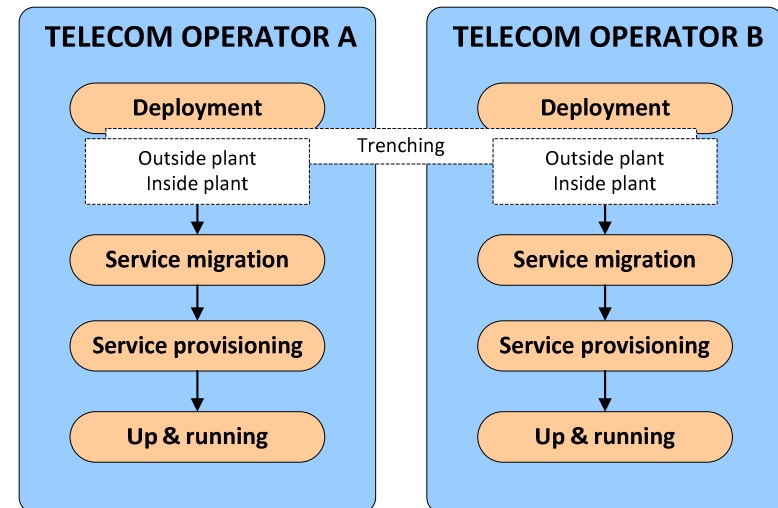 TELECOM OPERATOR A
Deployment
Outside plant
Inside plant
Service migration
Service provisioning
Up & running
Trenching
TELECOM OPERATOR B
Deployment
Outside plant
Inside plant
Service migration
Service provisioning
Up & running